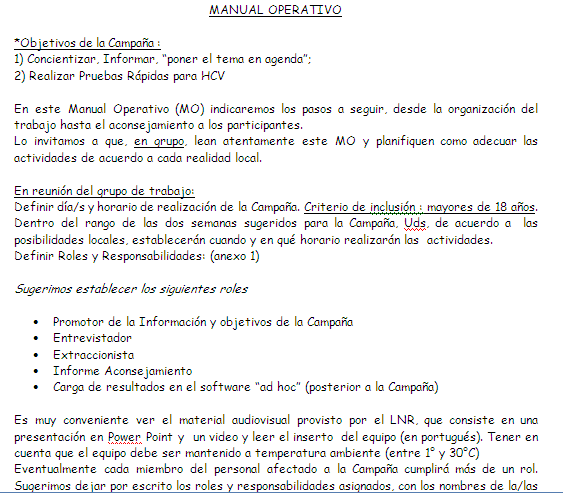 MANUAL OPERATIVO
*Objetivos de la Campaña :
1) Concientizar, Informar, "poner el tema en agenda";
2) Realizar Pruebas Rápidas para HCV
En este Manual Operativo (MO) indicaremos los pasos a seguir, desde la organización del
trabajo hasta el aconsejamiento a los participantes.
Lo invitamos a que, en grupo, lean atentamente este MO y planifiquen como adecuar las
actividades de acuerdo a cada realidad local.
En reunión del grupo de trabajo:
Definir día/s y horario de realización de la Campaña. Criterio de inclusión : mayores de 18 años.
Dentro del rango de las dos semanas sugeridos para la Campaña, Uds, de acuerdo a las
posibilidades locales, establecerán cuando y en qué horario realizarán las actividades.
Definir Roles y Responsabilidades: (anexo 1)
Sugerimos establecer los siguientes roles
• Promotor de la Información y objetivos de la Campaña
• Entrevistador
• Extraccionista
• Informe Aconsejamiento
• Carga de resultados en el software "ad hoc" (posterior a la Campaña)
Es muy conveniente ver el material audiovisual provisto por el LNR, que consiste en una
presentación en Power Point y un video y leer el inserto del equipo (en portugués). Tener en
cuenta que el equipo debe ser mantenido a temperatura ambiente (entre 1º y 30ºC)
Eventualmente cada miembro del personal afectado a la Campaña cumplirá más de un rol.
Sugerimos dejar por escrito los roles y responsabilidades asignados, con los nombres de la/las